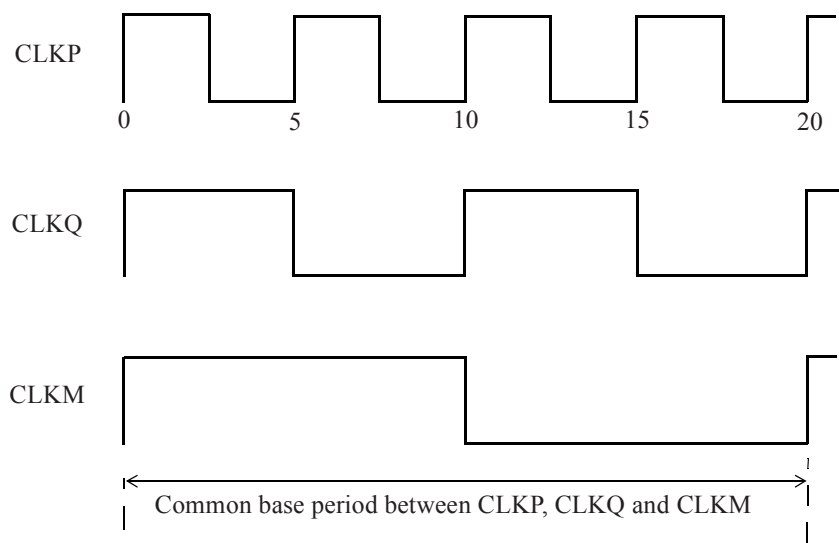 CLKP
0 5 10 15 20
CLKQ
CLKM
Common base period between CLKP, CLKQ and CLKM